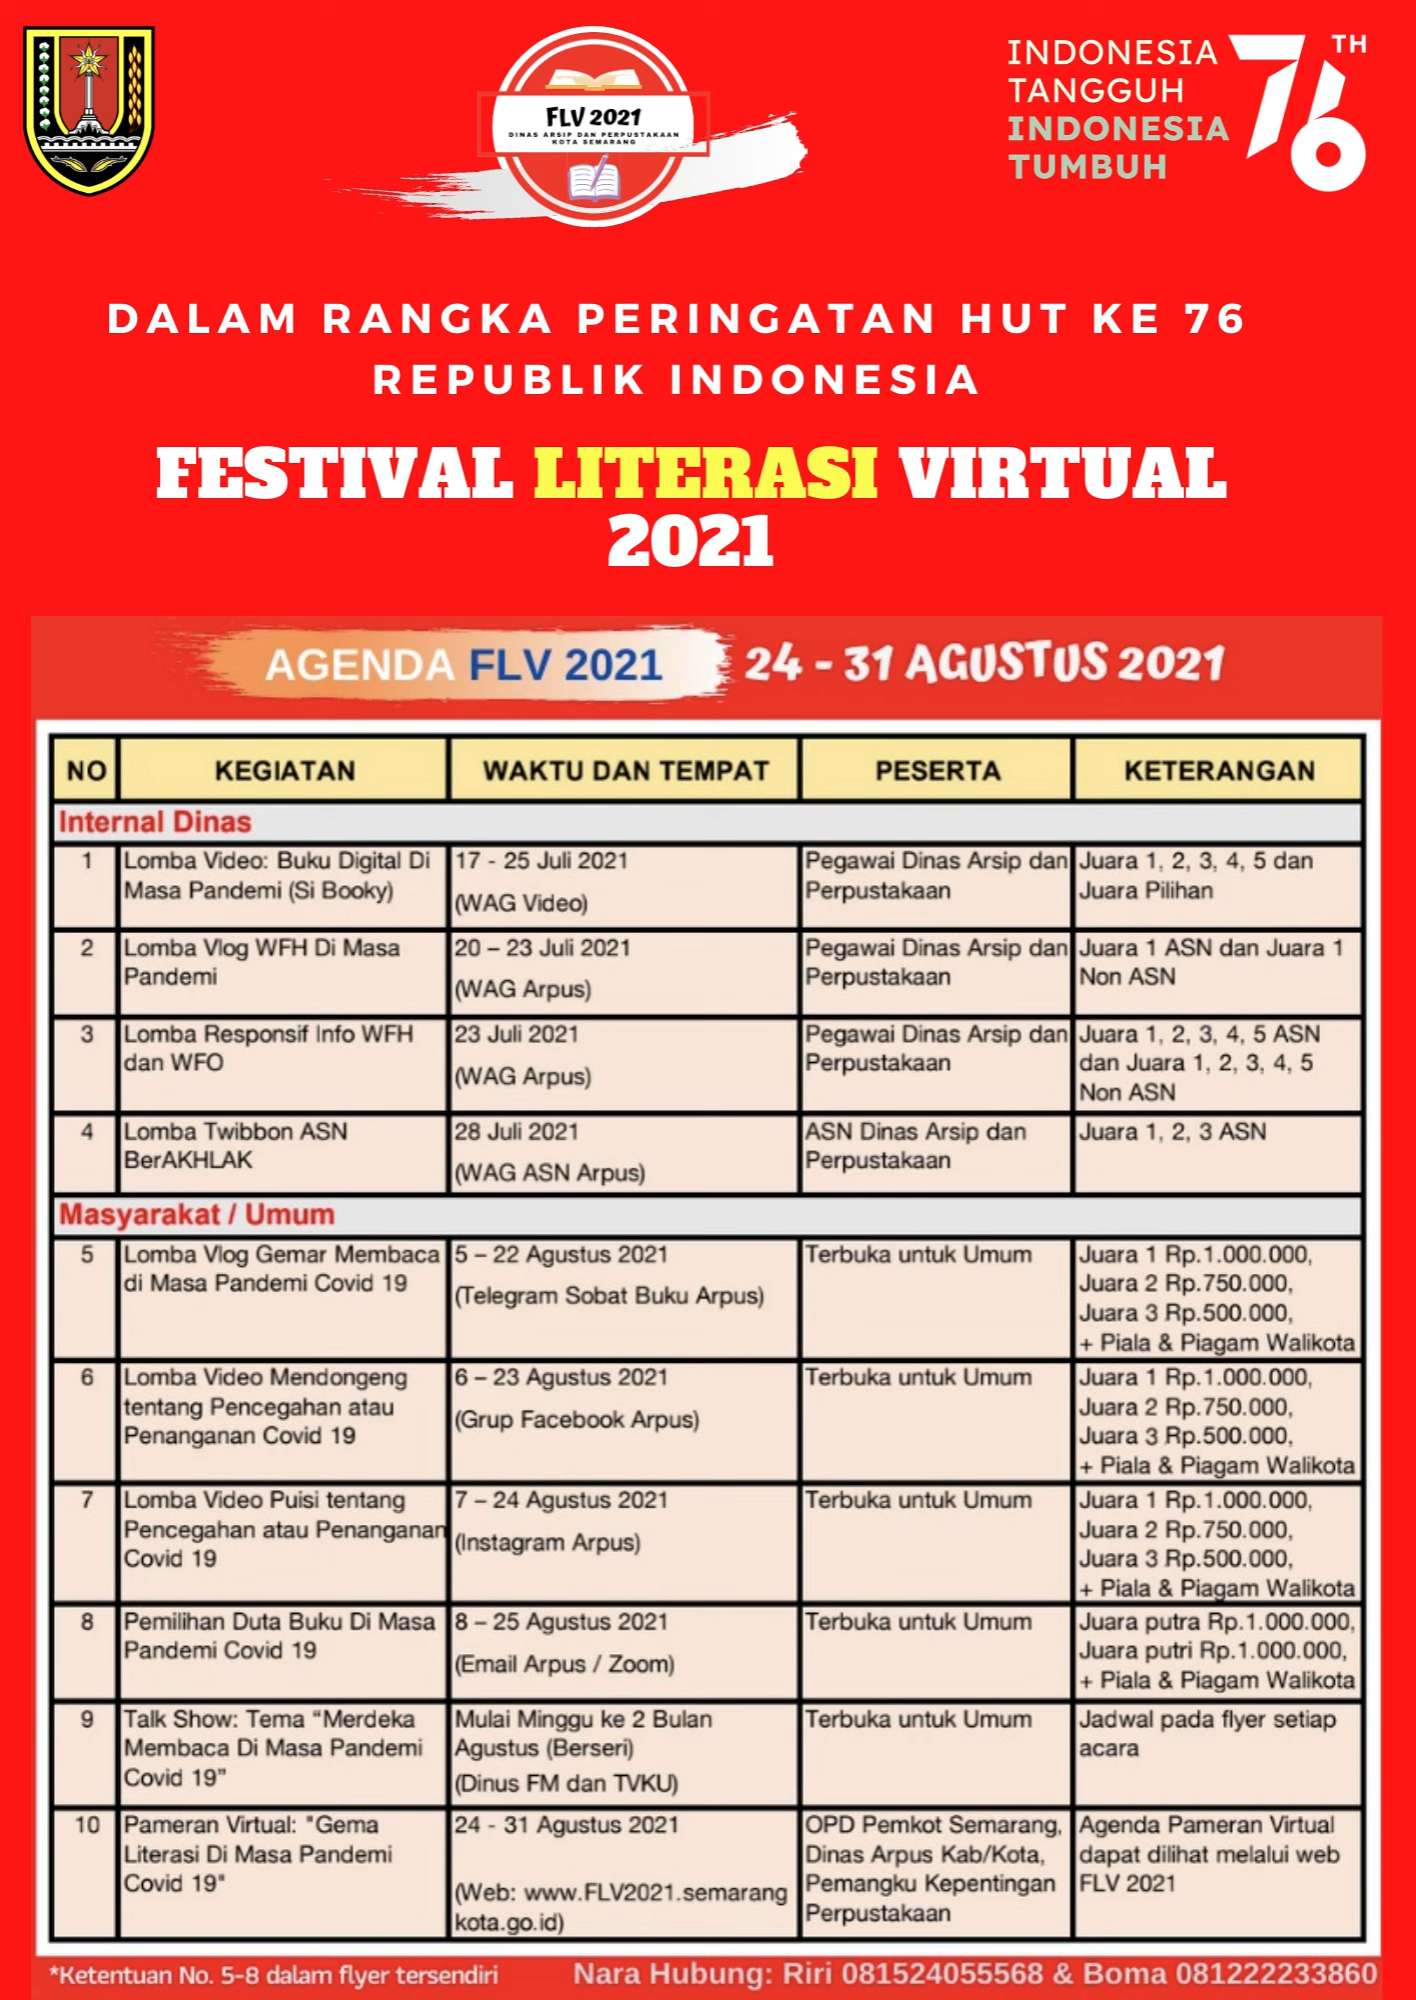 FLV 2021
DINAS ARSIP DAN PERPUSTAKAAN
KOTA SEMARANG
INDONESIA
TANGGUH
INDONESIA
TUMBUH
76 TH
DALAM RANGKA PERINGATAN HUT KE 76
REPUBLIK INDONESIA
FESTIVAL LITERASI VIRTUAL
2021
AGENDA FLV 2021 24 - 31 AGUSTUS 2021
NO KEGIATAN WAKTU DAN TEMPAT PESERTA KETERANGAN
Internal Dinas
1 Lomba Video: Buku Digital Di
Masa Pandemi (Si Booky)
17 - 25 Juli 2021
(WAG Video)
Pegawai Dinas Arsip dan
Perpustakaan
Juara 1, 2, 3, 4, 5 dan
Juara Pilihan
2 Lomba Vlog WFH Di Masa
Pandemi
20 – 23 Juli 2021
(WAG Arpus)
Pegawai Dinas Arsip dan
Perpustakaan
Juara 1 ASN dan Juara 1
Non ASN
3 Lomba Responsif Info WFH
dan WFO
23 Juli 2021
(WAG Arpus)
Pegawai Dinas Arsip dan
Perpustakaan
Juara 1, 2, 3, 4, 5 ASN
dan Juara 1, 2, 3, 4, 5
Non ASN
4 Lomba Twibbon ASN
BerAKHLAK
28 Juli 2021
(WAG ASN Arpus)
ASN Dinas Arsip dan
Perpustakaan
Juara 1, 2, 3 ASN
Masyarakat / Umum
5 Lomba Vlog Gemar Membaca
di Masa Pandemi Covid 19
5 – 22 Agustus 2021
(Telegram Sobat Buku Arpus)
Terbuka untuk Umum
Juara 1 Rp.1.000.000,
Juara 2 Rp.750.000,
Juara 3 Rp.500.000,
+ Piala & Piagam Walikota
6 Lomba Video Mendongeng
tentang Pencegahan atau
Penanganan Covid 19
6 – 23 Agustus 2021
(Grup Facebook Arpus)
Terbuka untuk Umum
Juara 1 Rp.1.000.000,
Juara 2 Rp.750.000,
Juara 3 Rp.500.000,
+ Piala & Piagam Walikota
7 Lomba Video Puisi tentang
Pencegahan atau Penanganan
Covid 19
7 – 24 Agustus 2021
(Instagram Arpus)
Terbuka untuk Umum
Juara 1 Rp.1.000.000,
Juara 2 Rp.750.000,
Juara 3 Rp.500.000,
+ Piala & Piagam Walikota
8 Pemilihan Duta Buku Di Masa
Pandemi Covid 19
8 – 25 Agustus 2021
(Email Arpus / Zoom)
Terbuka untuk Umum
Juara putra Rp.1.000.000,
Juara putri Rp.1.000.000,
+ Piala & Piagam Walikota
9 Talk Show: Tema “Merdeka
Membaca Di Masa Pandemi
Covid 19”
Mulai Minggu ke 2 Bulan
Agustus (Berseri)
(Dinus FM dan TVKU)
Terbuka untuk Umum
Jadwal pada flyer setiap
acara
10 Pameran Virtual: "Gema
Literasi Di Masa Pandemi
Covid 19"
24 - 31 Agustus 2021
(Web: www.FLV2021.semarang
kota.go.id)
OPD Pemkot Semarang,
Dinas Arpus Kab/Kota,
Pemangku Kepentingan
Perpustakaan
Agenda Pameran Virtual
dapat dilihat melalui web
FLV 2021
*Ketentuan No. 5-8 dalam flyer tersendiri
Nara Hubung: Riri 081524055568 & Boma 081222233860